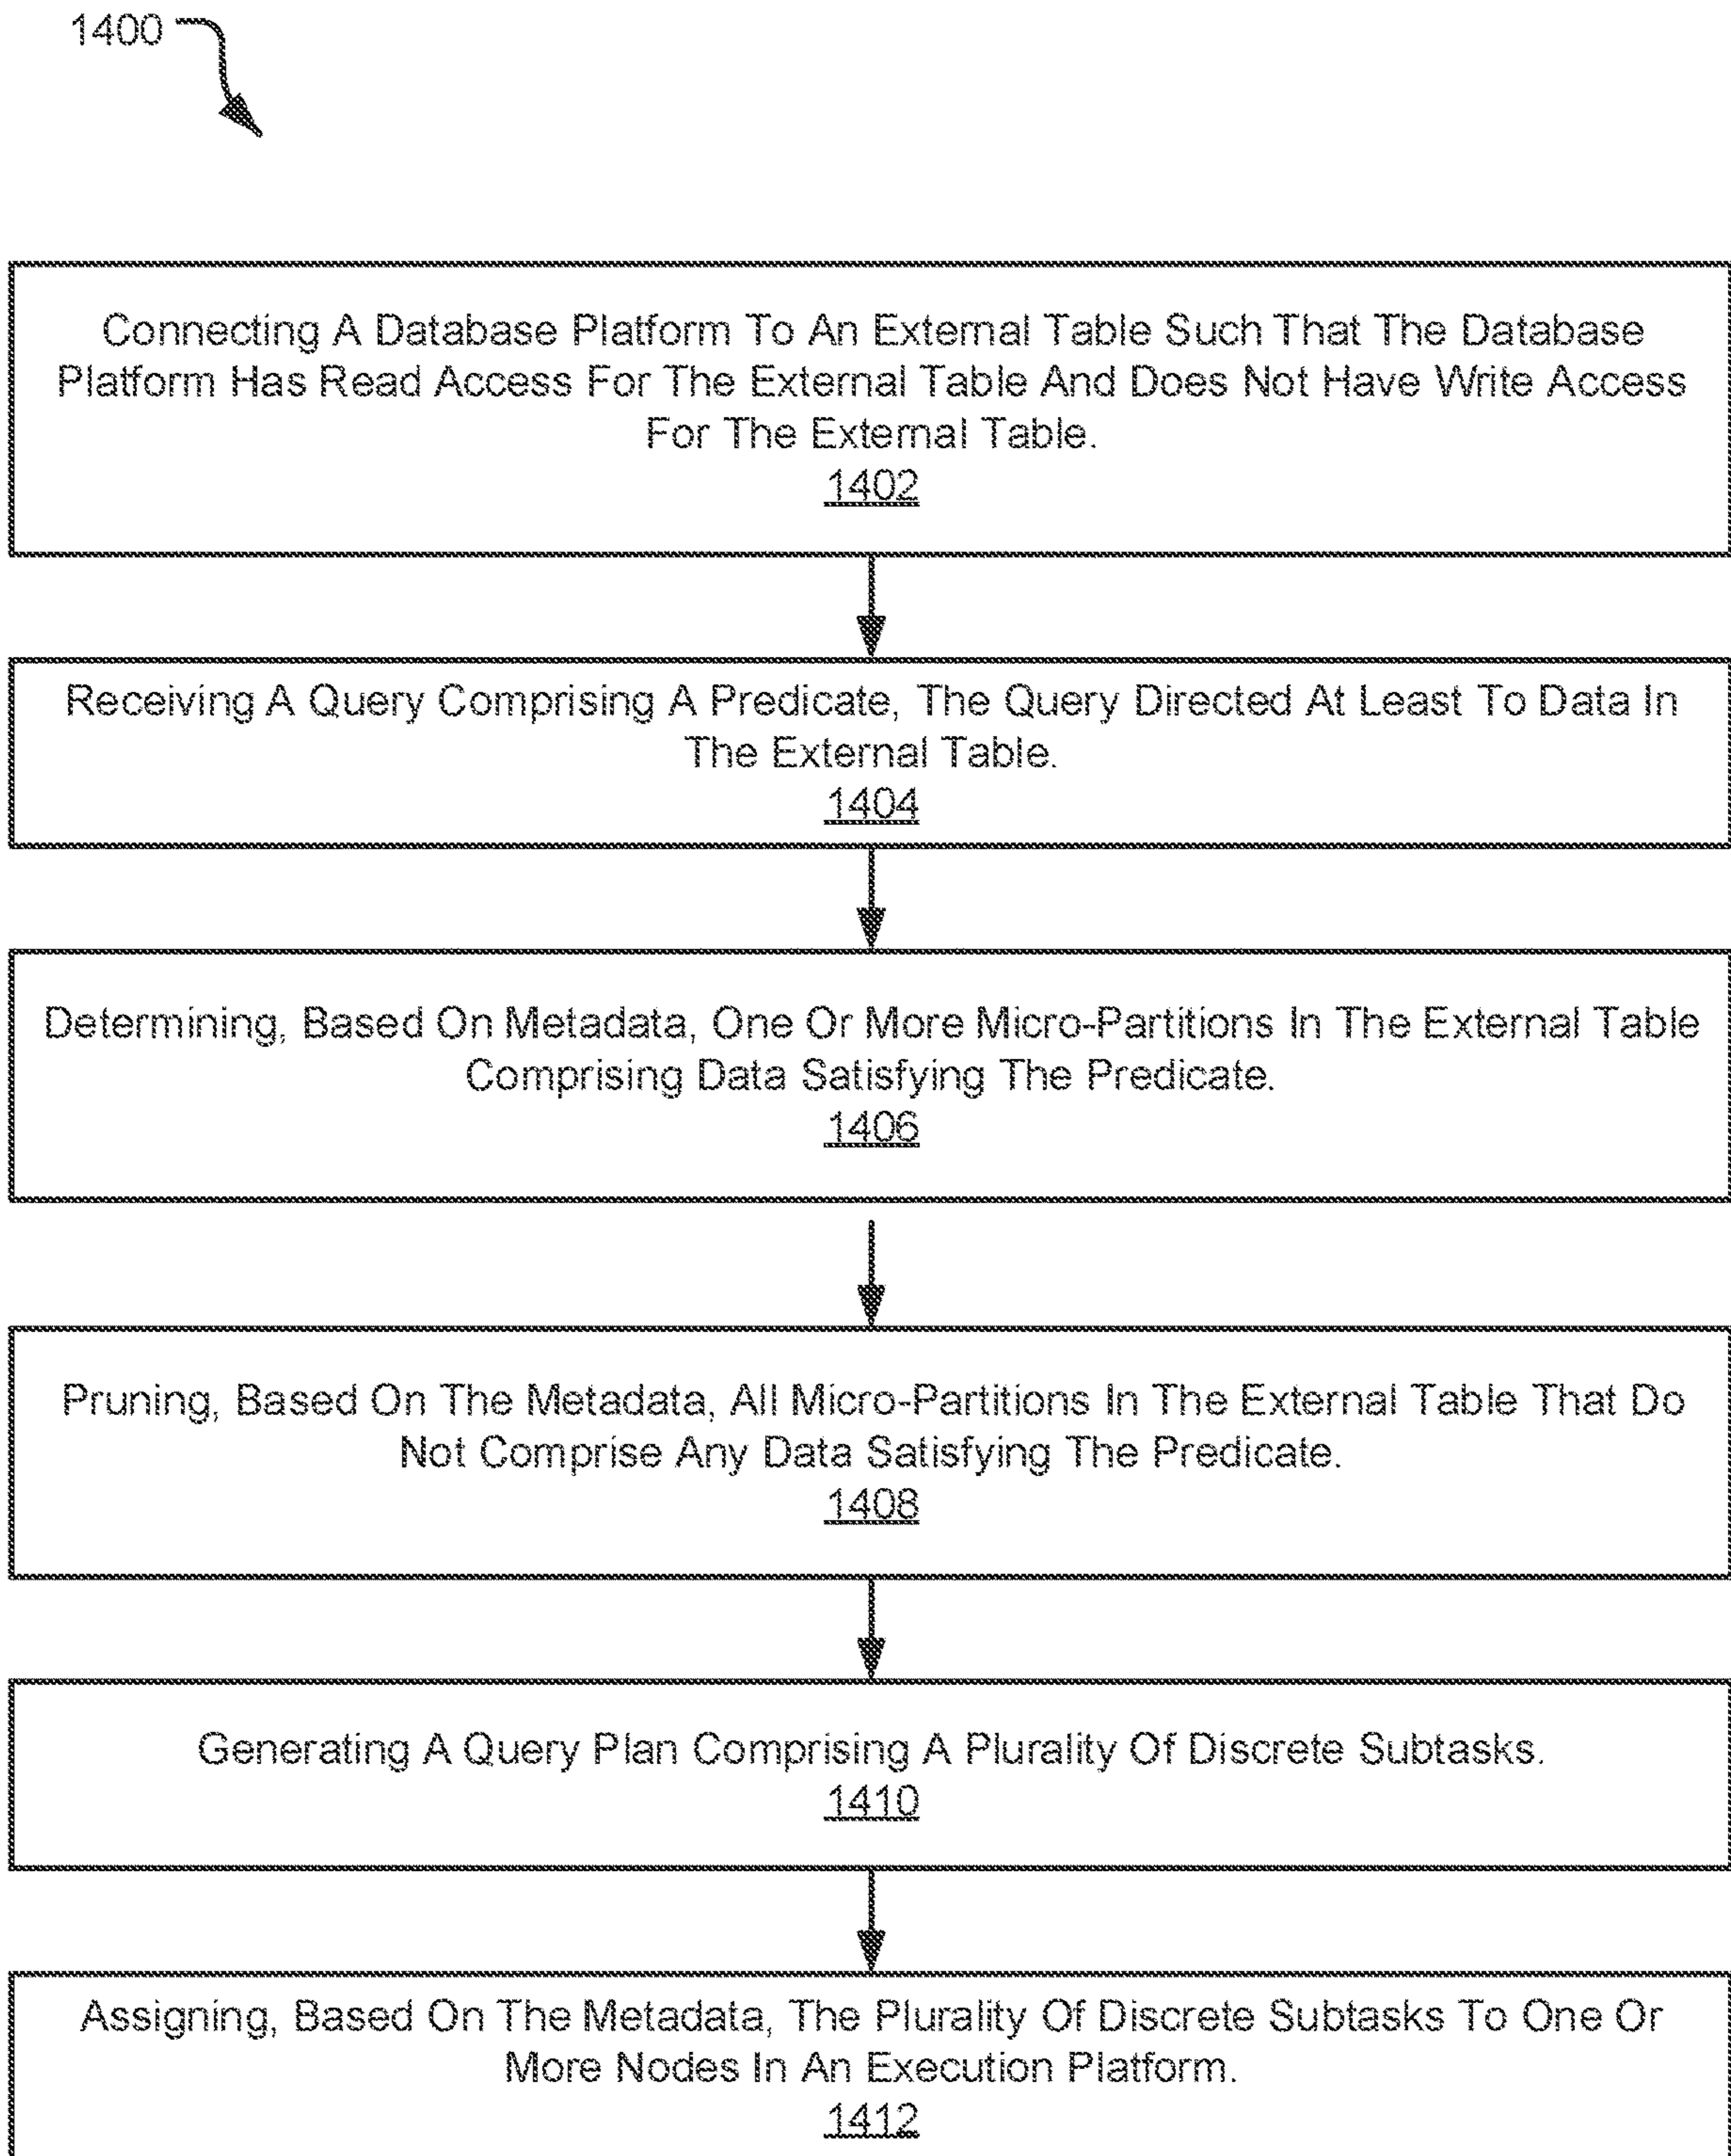 1400
Connecting A Database Platform To An External Table Such That The Database
Platform Has Read Access For The External Table And Does Not Have Write Access
For The External Table.
1402
Receiving A Query Comprising A Predicate, The Query Directed At Least To Data In
The External Table.
1404
Determining, Based On Metadata, One Or More Micro-Partitions In The External Table
Comprising Data Satisfying The Predicate.
1406
Pruning, Based On The Metadata, All Micro-Partitions In The External Table That Do
Not Comprise Any Data Satisfying The Predicate.
1408
Generating A Query Plan Comprising A Plurality Of Discrete Subtasks.
1410
Assigning, Based On The Metadata, The Plurality Of Discrete Subtasks To One Or
More Nodes In An Execution Platform.
1412